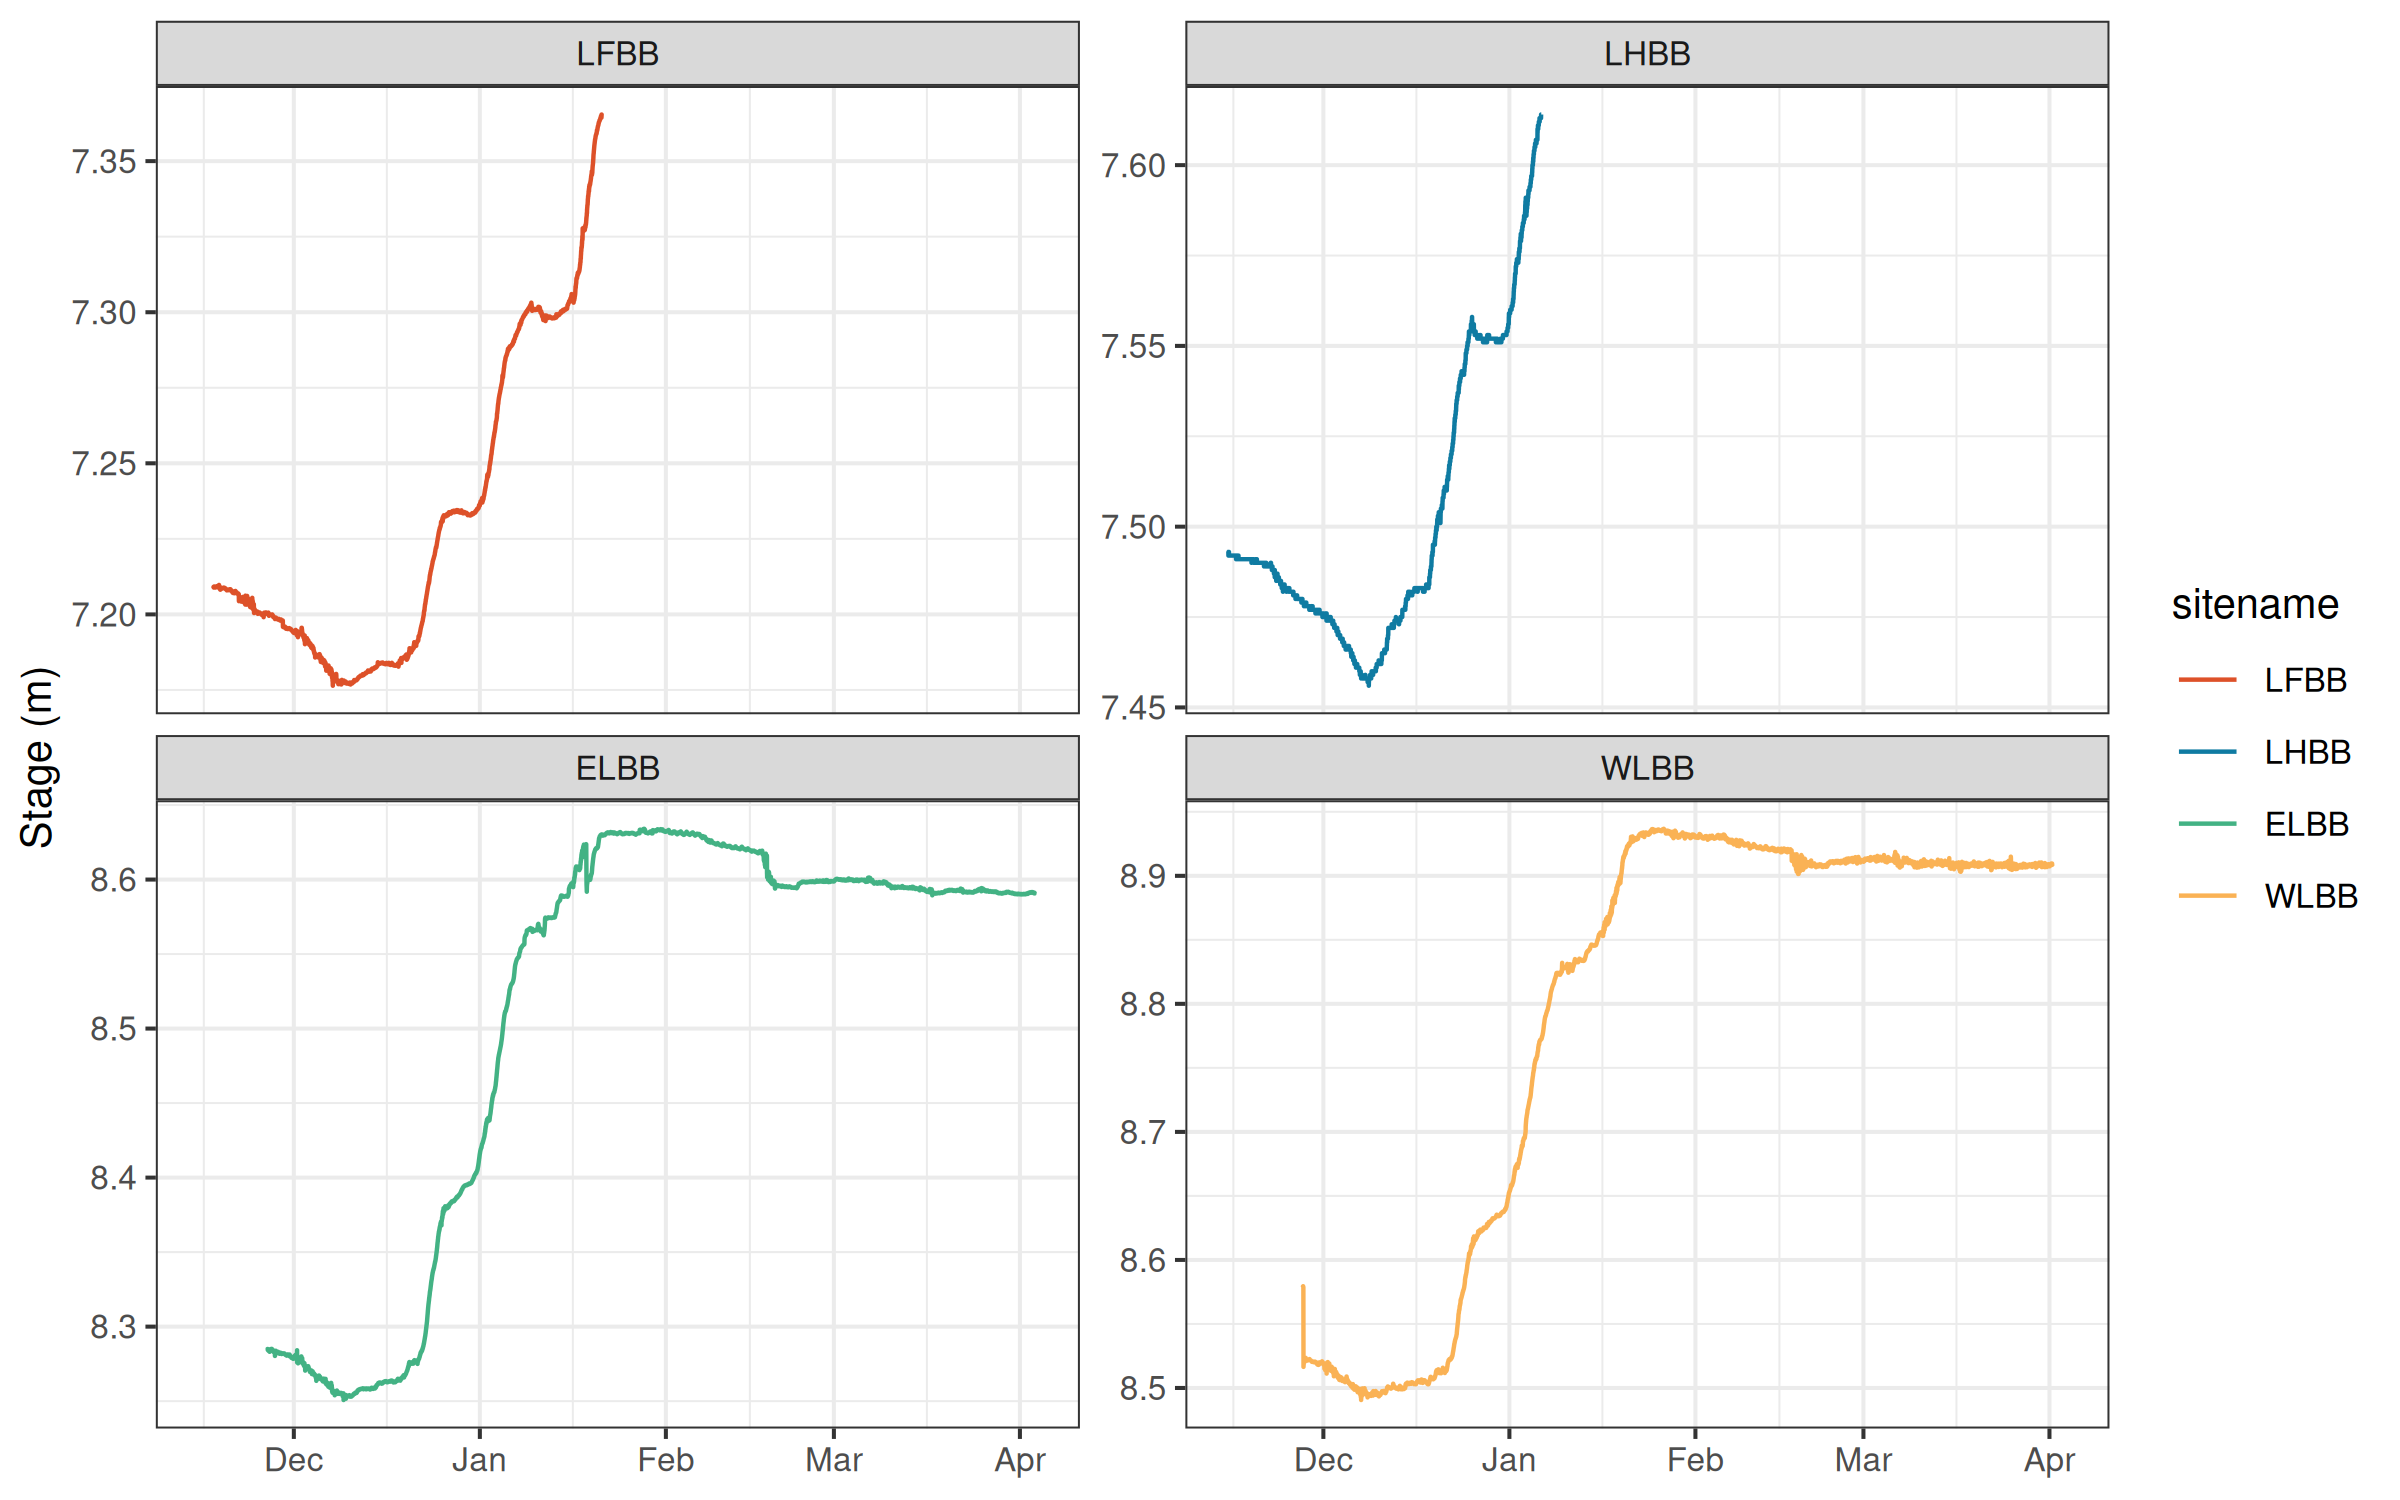 LFBB
LHBB
7.35
7.30
7.25
7.20
7.60
7.55
7.50
7.45
Stage (m)
ELBB
WLBB
8.6
8.5
8.4
8.3
8.9
8.8
8.7
8.6
8.5
Dec Jan Feb Mar Apr
Dec Jan Feb Mar Apr
sitename
LFBB
LHBB
ELBB
WLBB